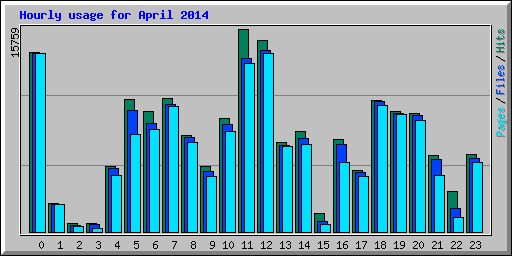 Hourly usage for April 2014
15759
Pages/Files/Hits
0 1 2 3 4 5 6 7 8 9 10 11 12 13 14 15 16 17 18 19 20 21 22 23